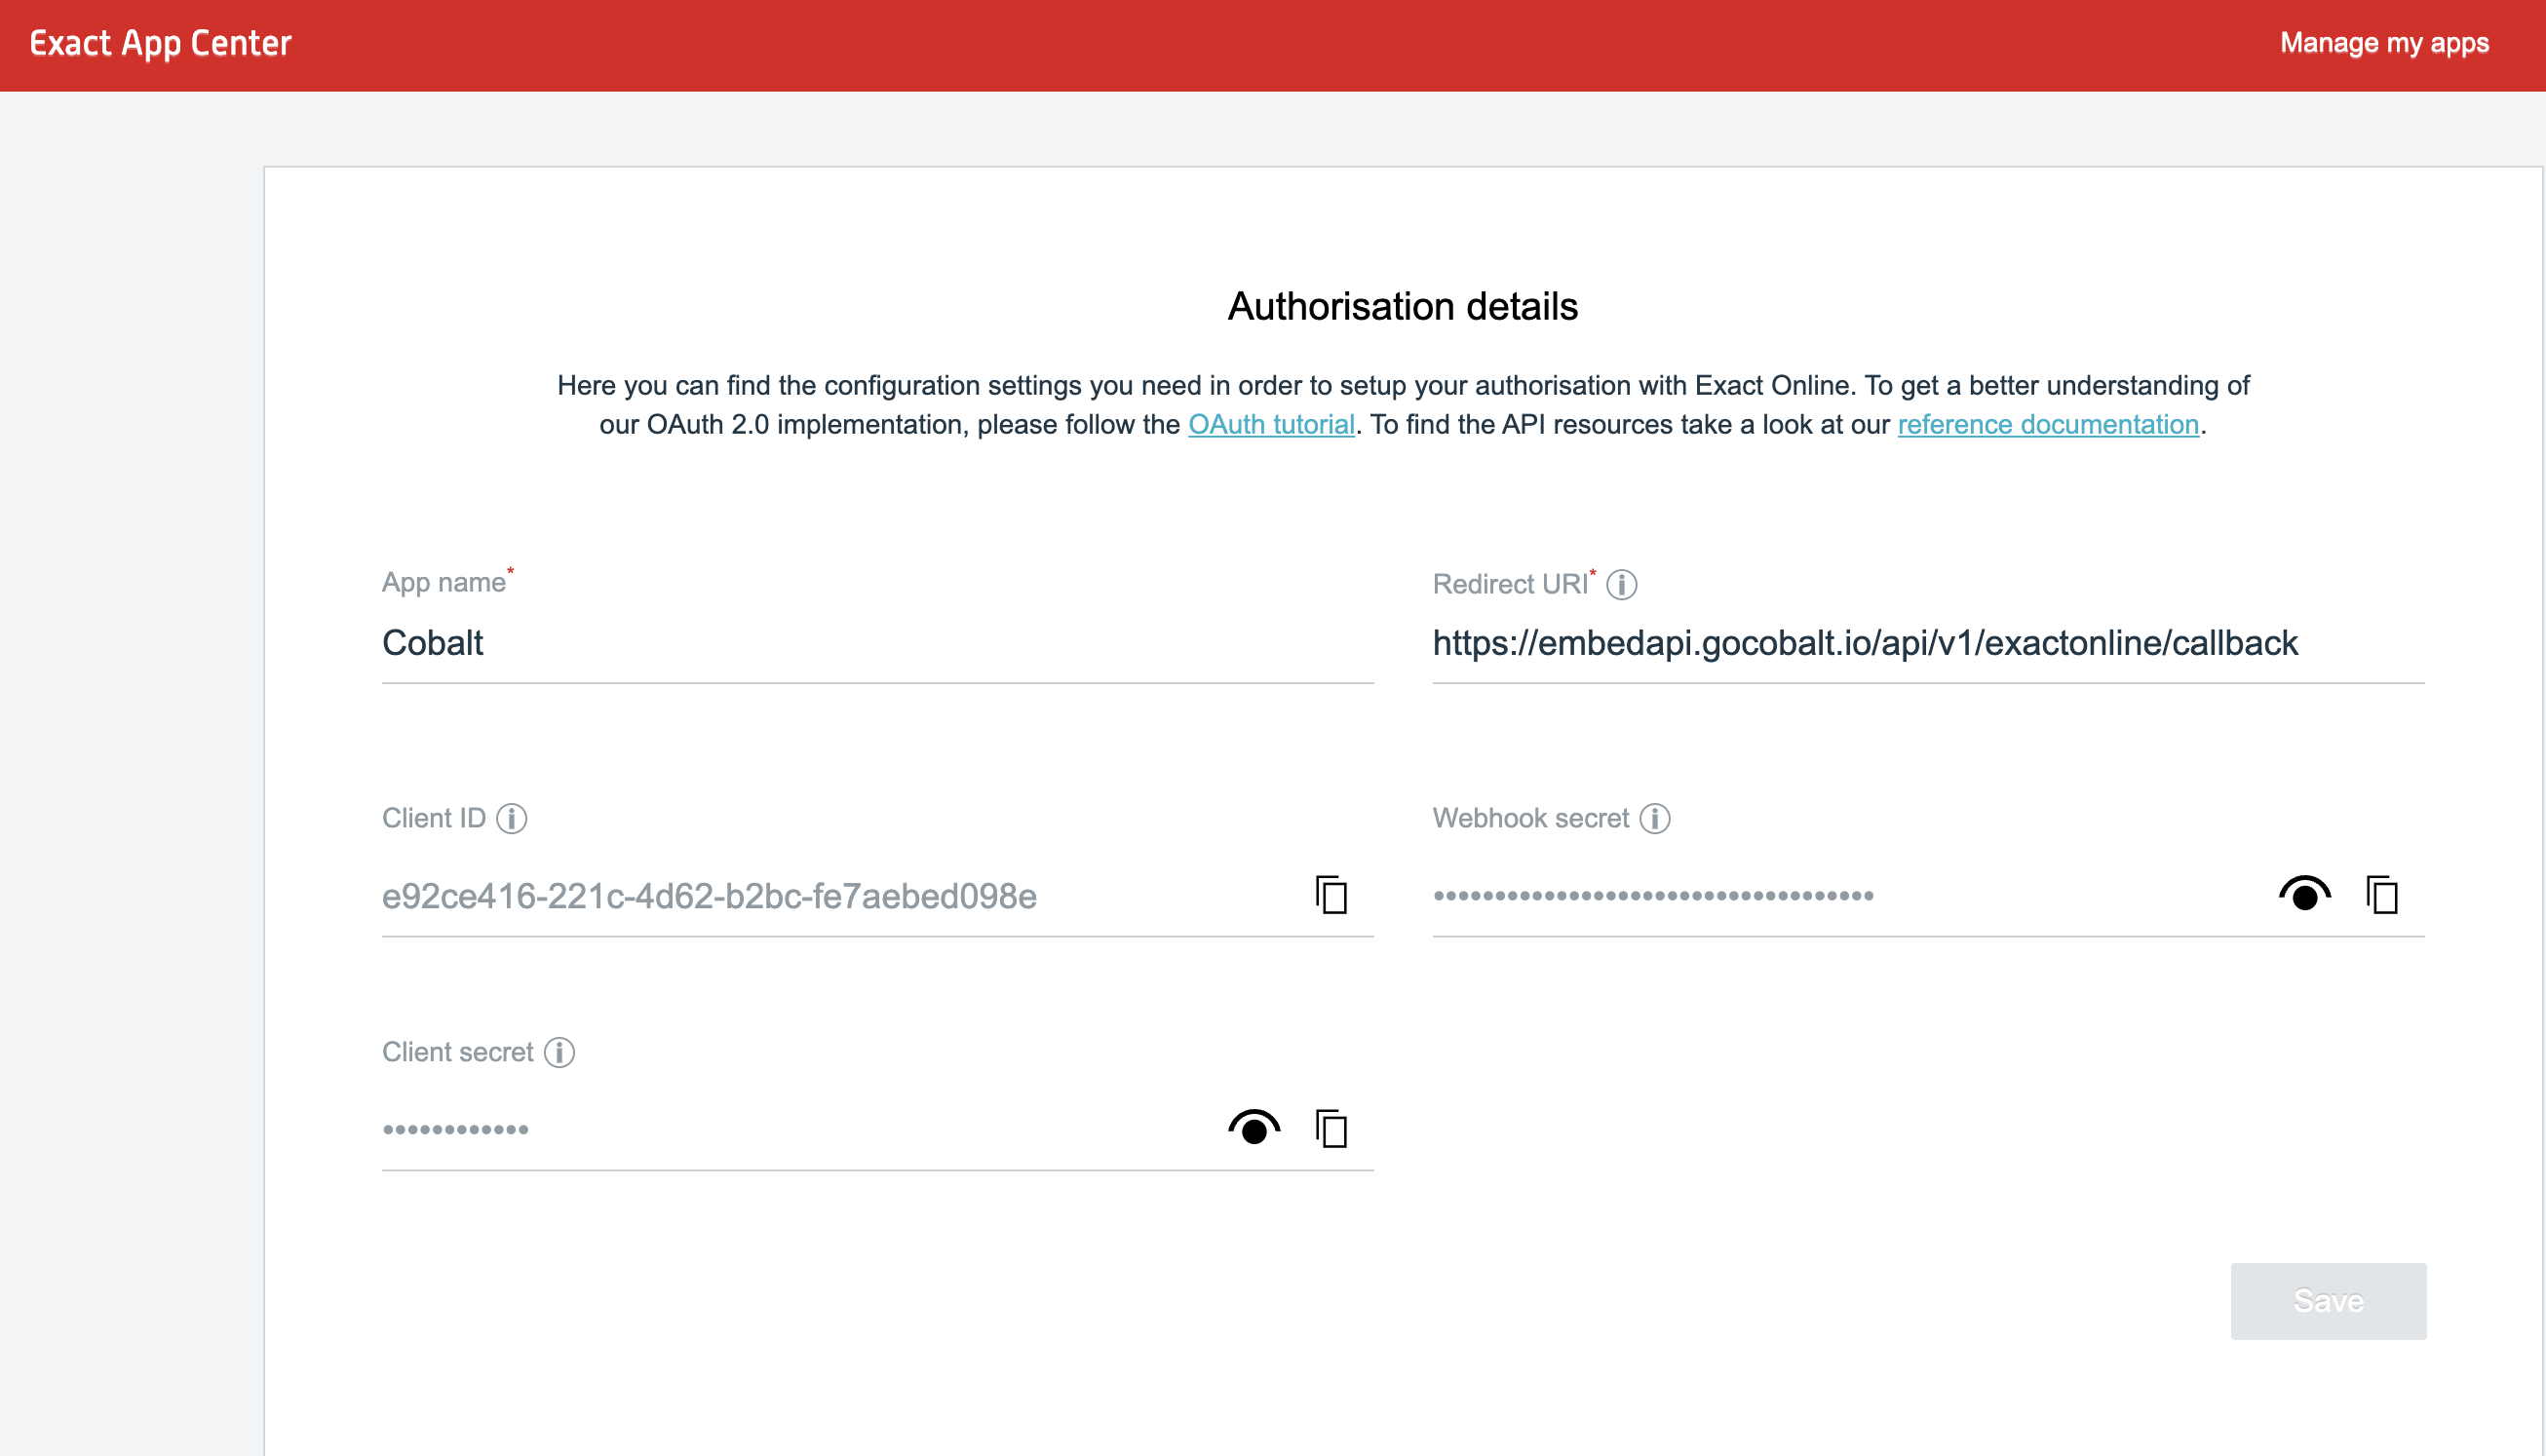 Exact App Center
Manage my apps
Authorisation details
Here you can find the configuration settings you need in order to setup your authorisation with Exact Online. To get a better understanding of
our OAuth 2.0 implementation, please follow the OAuth tutorial. To find the API resources take a look at our reference documentation.
App name*
Redirect URI*
Cobalt
https://embedapi.gocobalt.io/api/v1/exactonline/callback
Client ID
Webhook secret
e92ce416-221c-4d62-b2bc-fe7aebed098e
••••••••••••••••••••••••••••••••••••
Client secret
••••••••••••
Save